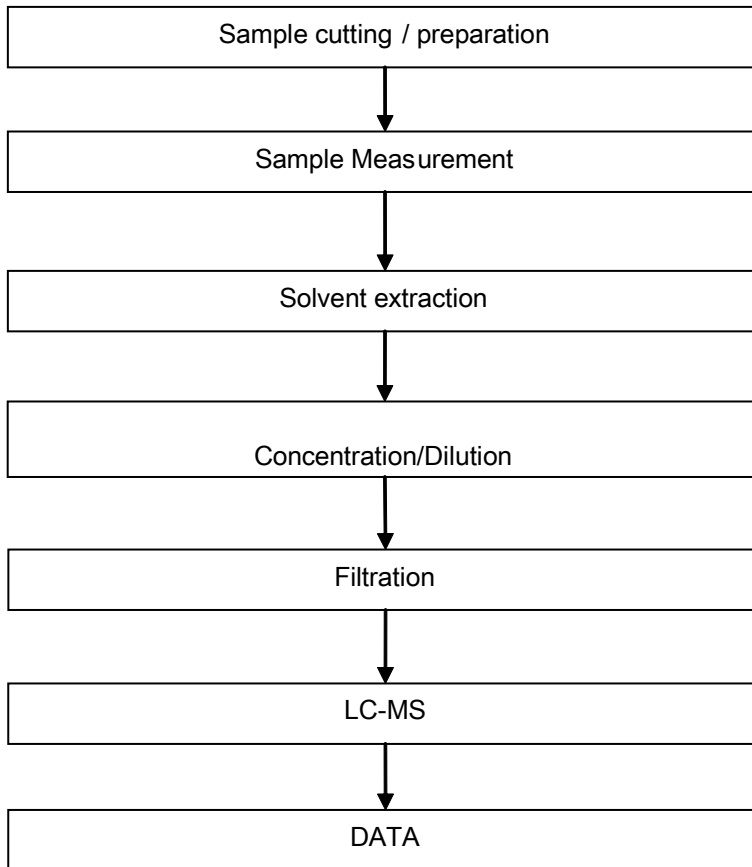 Sample cutting / preparation
Sample Measurement
Solvent extraction
Concentration/Dilution
Filtration
LC-MS
DATA